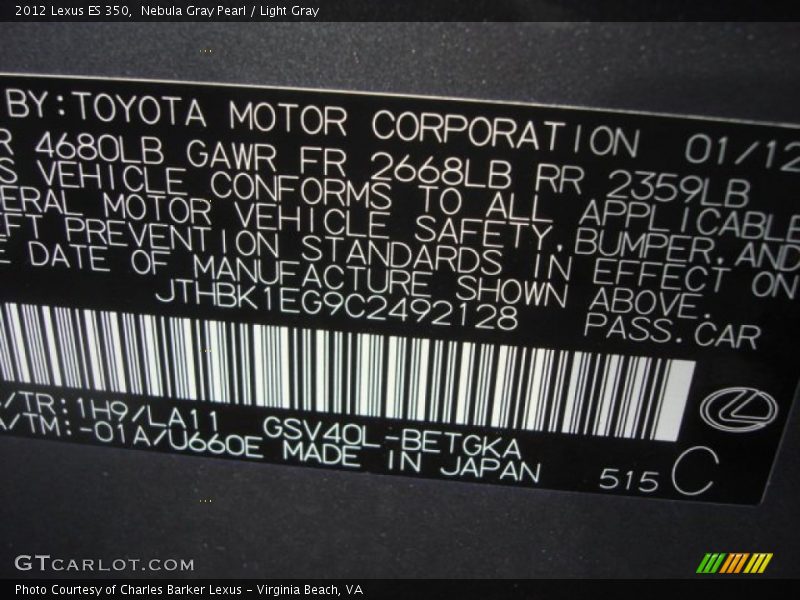 2012 Lexus ES 350, Nebula Gray Pearl / Light Gray
BY:TOYOTA MOTOR CORPORATION 01/12
R 4680LB GAWR FR 2668LB RR 2359LB
S VEHICLE CONFORMS TO ALL APPLICABLE
ERAL MOTOR VEHICLE SAFETY,BUMPER,AND
EFT PREVENTION STANDARDS IN EFFECT ON
E DATE OF MANUFACTURE SHOWN ABOVE.
JTHBK1EG9C2492128 PASS.CAR
/TR:1H9/LA11 GSV40L-BETGKA
A/TM:-01A/U660E MADE IN JAPAN 515 C
GTCARLOT.COM
Photo Courtesy of Charles Barker Lexus - Virginia Beach, VA